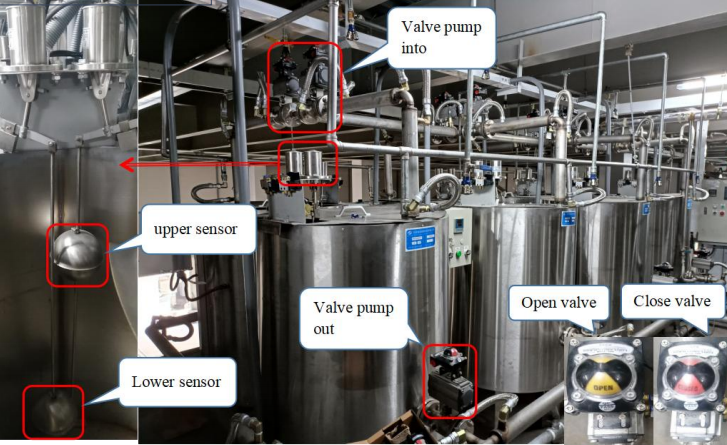 Valve pump
into
upper sensor
Valve pump
out
Open valve
Close valve
Lower sensor
OPEN